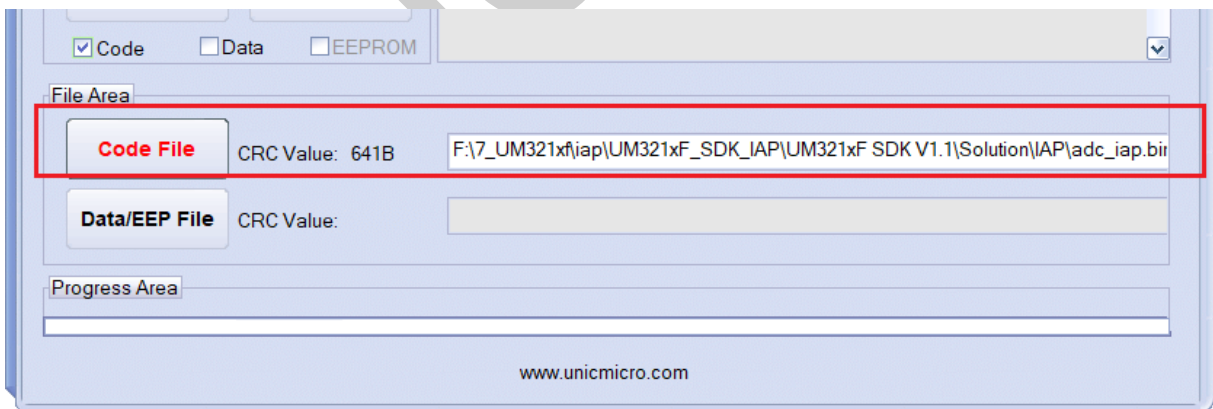 Code Data EEPROM
File Area
Code File CRC Value: 641B F:\7_UM321xf\iap\UM321xF_SDK_IAP\UM321xF SDK V1.1\Solution\IAP\adc_iap.bin
Data/EEP File CRC Value:
Progress Area
www.unicmicro.com